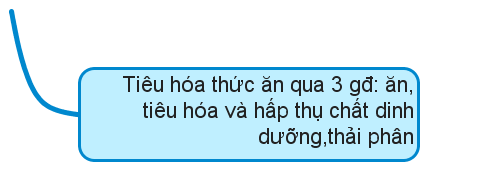 Tiêu hóa thức ăn qua 3 gđ: ăn,
tiêu hóa và hấp thụ chất dinh
dưỡng,thải phân